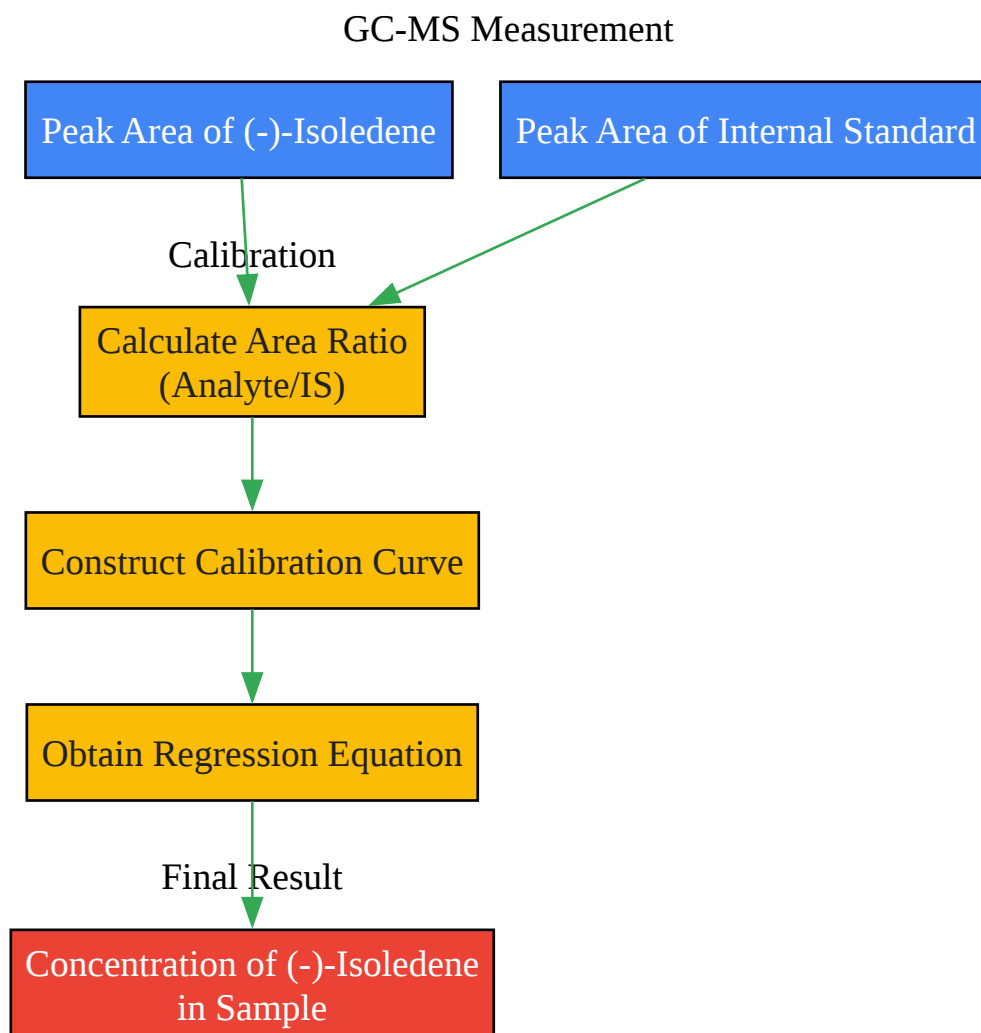 GC-MS Measurement
Peak Area of (-)-Isoledene
Peak Area of Internal Standard
Calibration
Calculate Area Ratio
(Analyte/IS)
Construct Calibration Curve
Obtain Regression Equation
Final Result
Concentration of (-)-Isoledene
in Sample